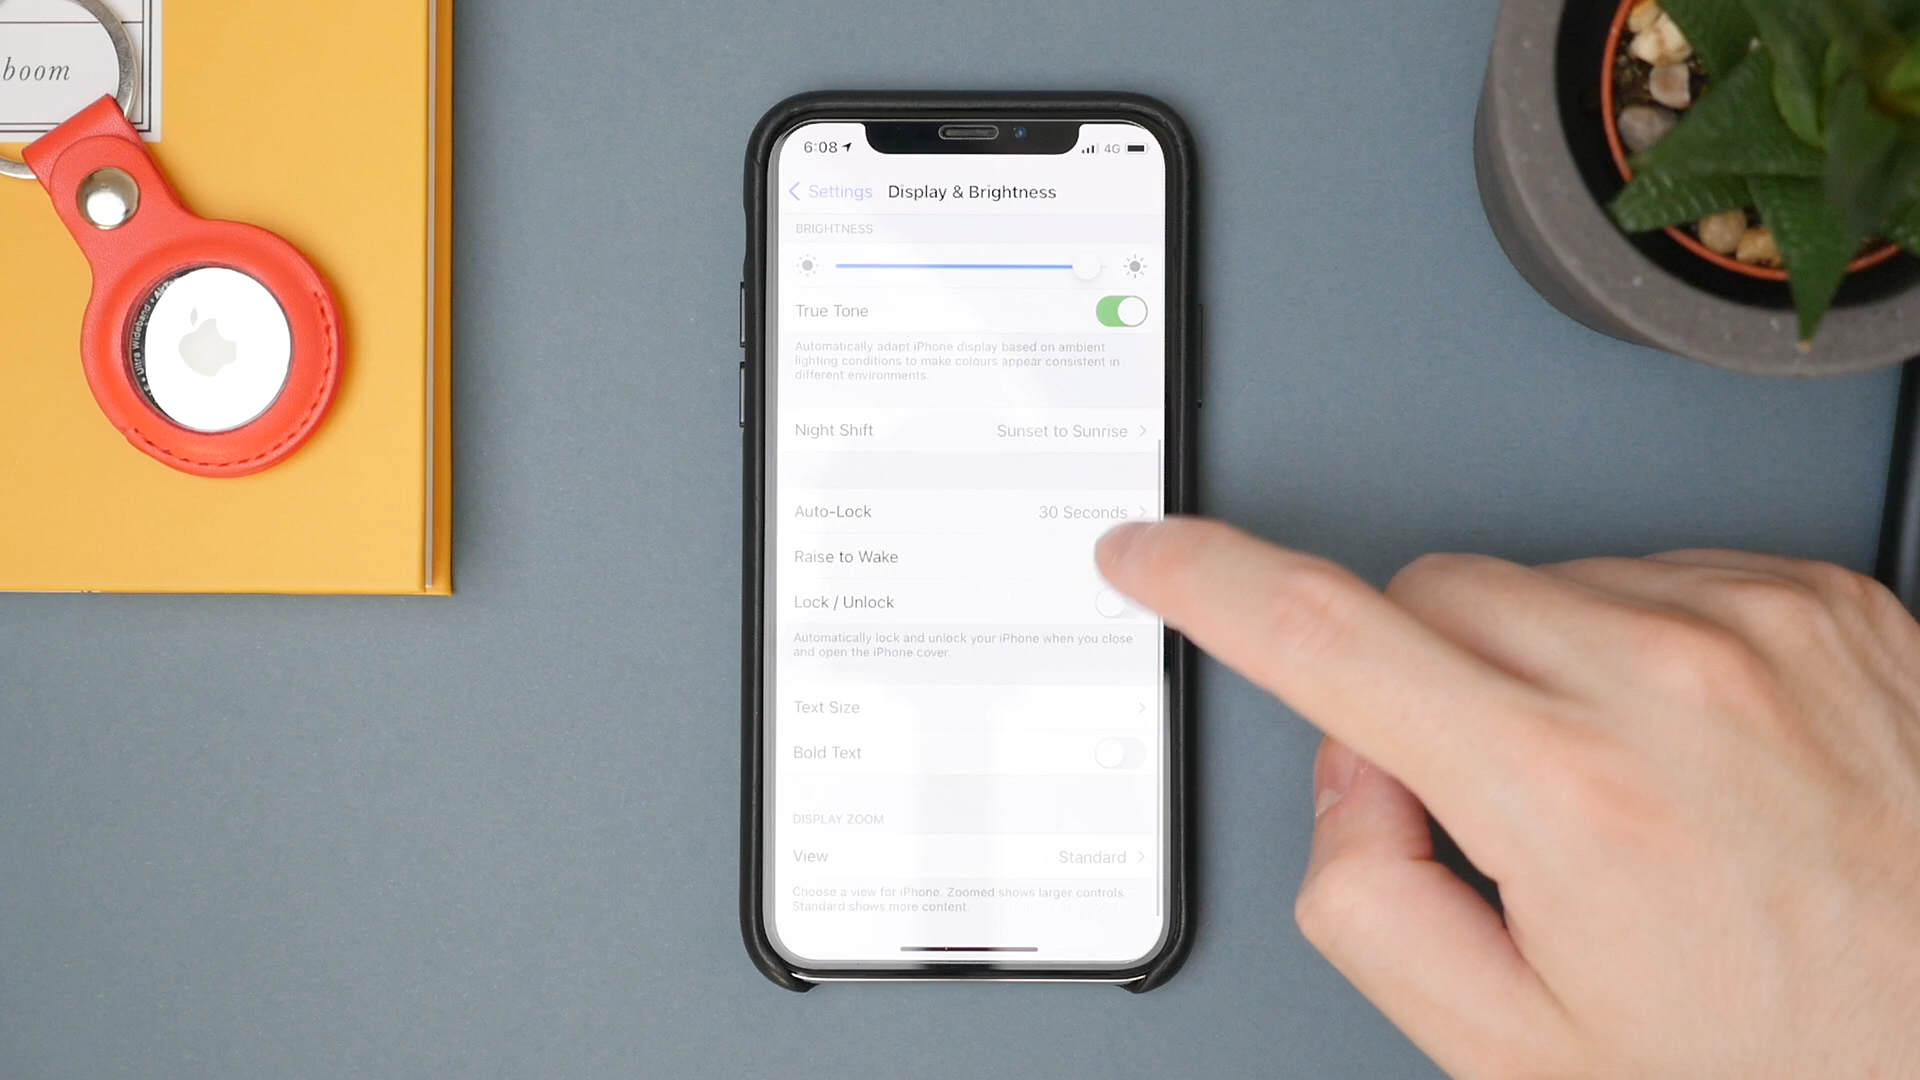 boom
Ultra Wideband
6:08
4G
Settings
Display & Brightness
BRIGHTNESS
True Tone
Automatically adapt iPhone display based on ambient
lighting conditions to make colours appear consistent in
different environments.
Night Shift
Sunset to Sunrise
Auto-Lock
30 Seconds
Raise to Wake
Lock / Unlock
Automatically lock and unlock your iPhone when you close
and open the iPhone cover.
Text Size
Bold Text
DISPLAY ZOOM
View
Standard
Choose a view for iPhone. Zoomed shows larger controls
Standard shows more content.